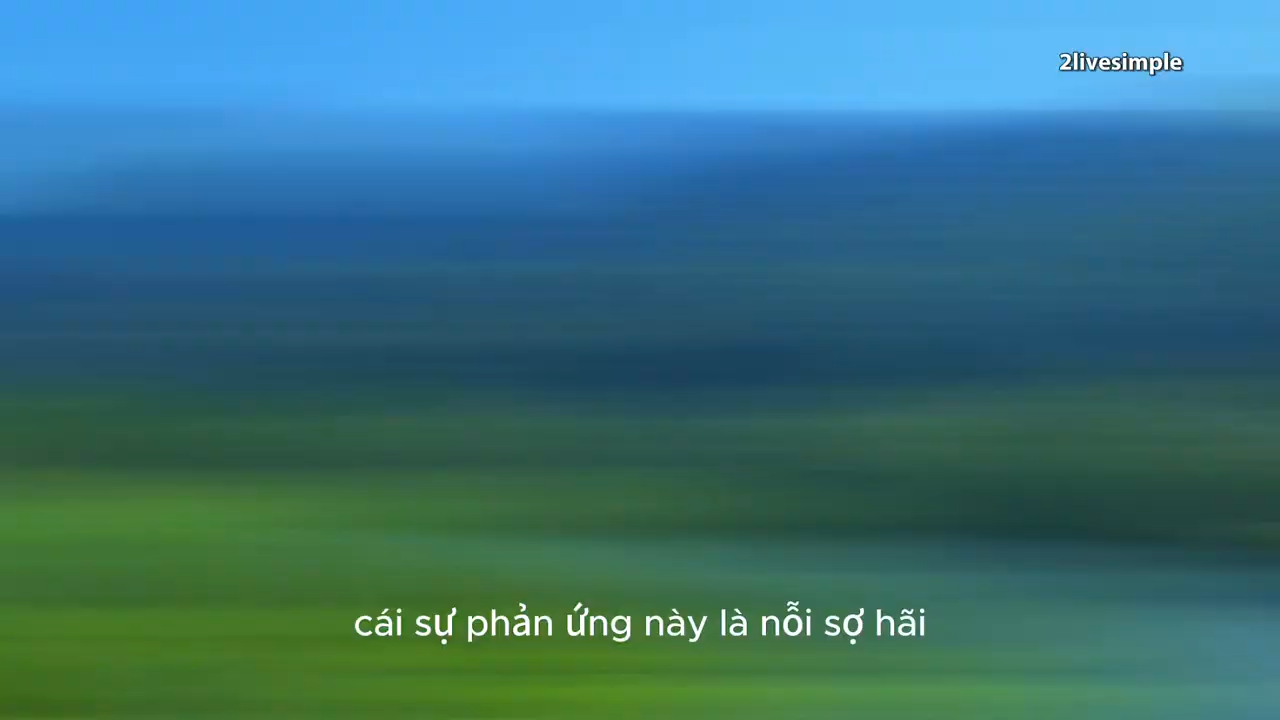 2livesimple
cái sự phản ứng này là nỗi sợ hãi